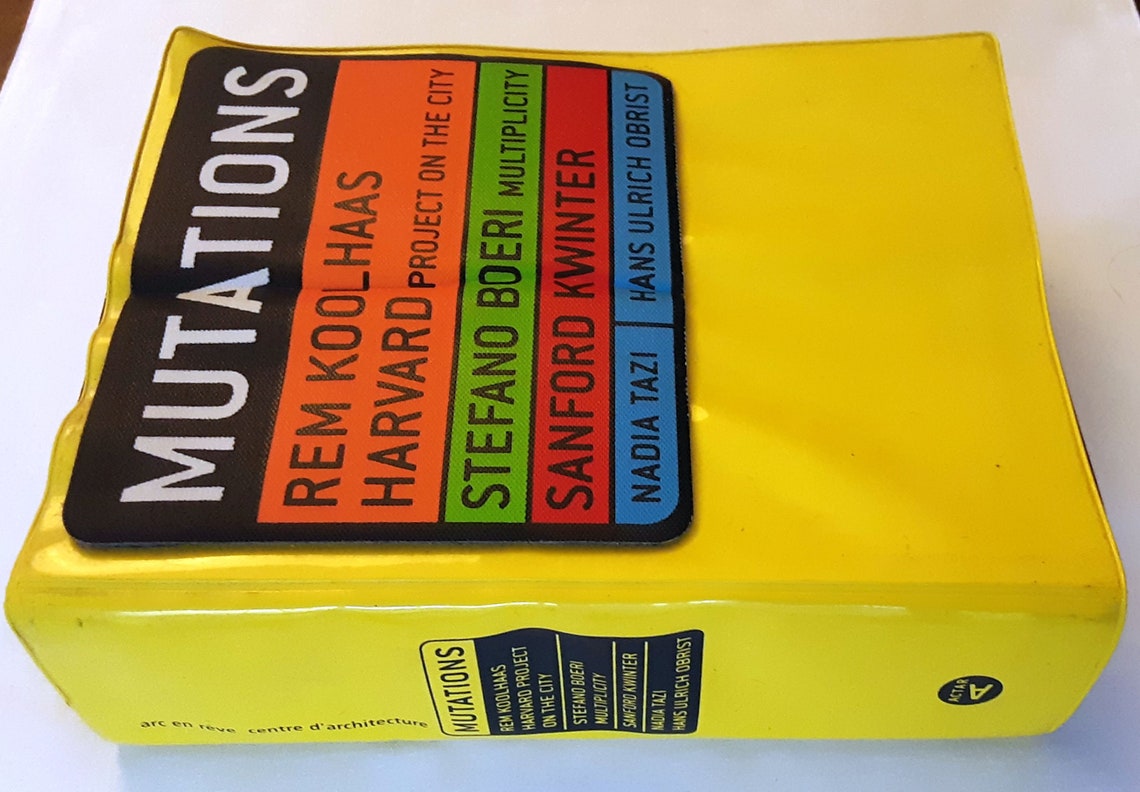 MUTATIONS
REM KOOLHAAS
HARVARD PROJECT ON THE CITY
STEFANO BOERI MULTIPLICITY
SANFORD KWINTER
NADIA TAZI HANS ULRICH OBRIST
arc en rêve centre d'architecture
MUTATIONS
REM KOOLHAAS
HARVARD PROJECT
ON THE CITY
STEFANO BOERI
MULTIPLICITY
SANFORD KWINTER
NADIA TAZI
HANS ULRICH OBRIST
ACTAR
A